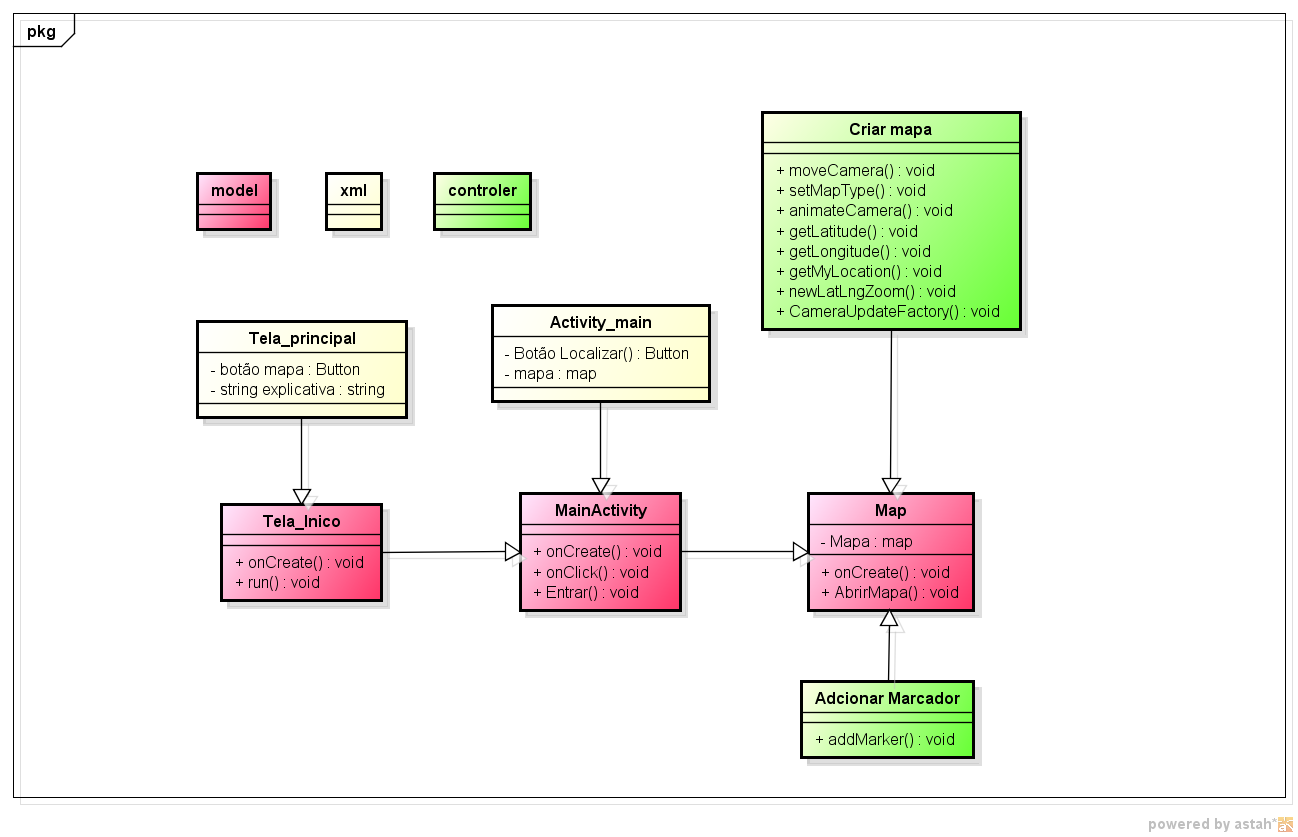 pkg
model
xml
controler
Criar mapa
+ moveCamera() : void
+ setMapType() : void
+ animateCamera() : void
+ getLatitude() : void
+ getLongitude() : void
+ getMyLocation() : void
+ newLatLngZoom() : void
+ CameraUpdateFactory() : void
Tela_principal
- botão mapa : Button
- string explicativa : string
Activity_main
- Botão Localizar() : Button
- mapa : map
Tela_Inico
+ onCreate() : void
+ run() : void
MainActivity
+ onCreate() : void
+ onClick() : void
+ Entrar() : void
Map
- Mapa : map
+ onCreate() : void
+ AbrirMapa() : void
Adcionar Marcador
+ addMarker() : void
powered by astah*